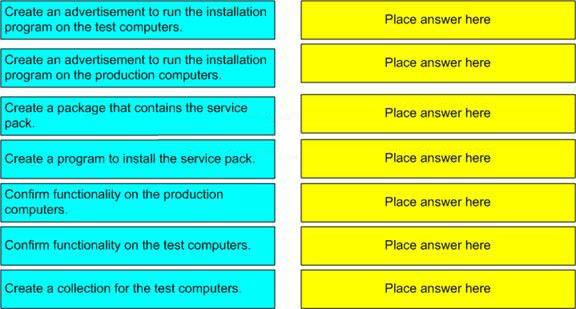 Create an advertisement to run the installation
program on the test computers.
Place answer here
Create an advertisement to run the installation
program on the production computers.
Place answer here
Create a package that contains the service
pack.
Place answer here
Create a program to install the service pack.
Place answer here
Confirm functionality on the production
computers.
Place answer here
Confirm functionality on the test computers.
Place answer here
Create a collection for the test computers.
Place answer here